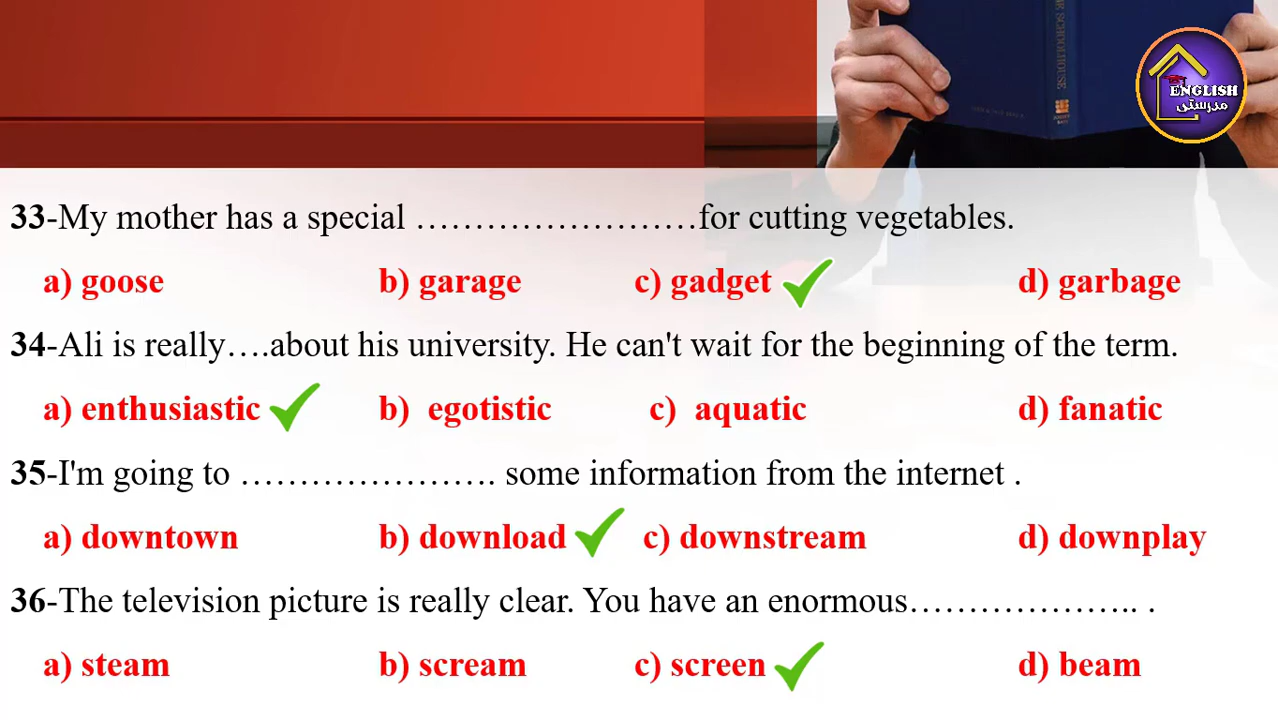 ENGLISH
مدرستي
33-My mother has a special ……………………for cutting vegetables.
a) goose b) garage c) gadget d) garbage
34-Ali is really….about his university. He can't wait for the beginning of the term.
a) enthusiastic b) egotistic c) aquatic d) fanatic
35-I'm going to …………………. some information from the internet .
a) downtown b) download c) downstream d) downplay
36-The television picture is really clear. You have an enormous……………….. .
a) steam b) scream c) screen d) beam